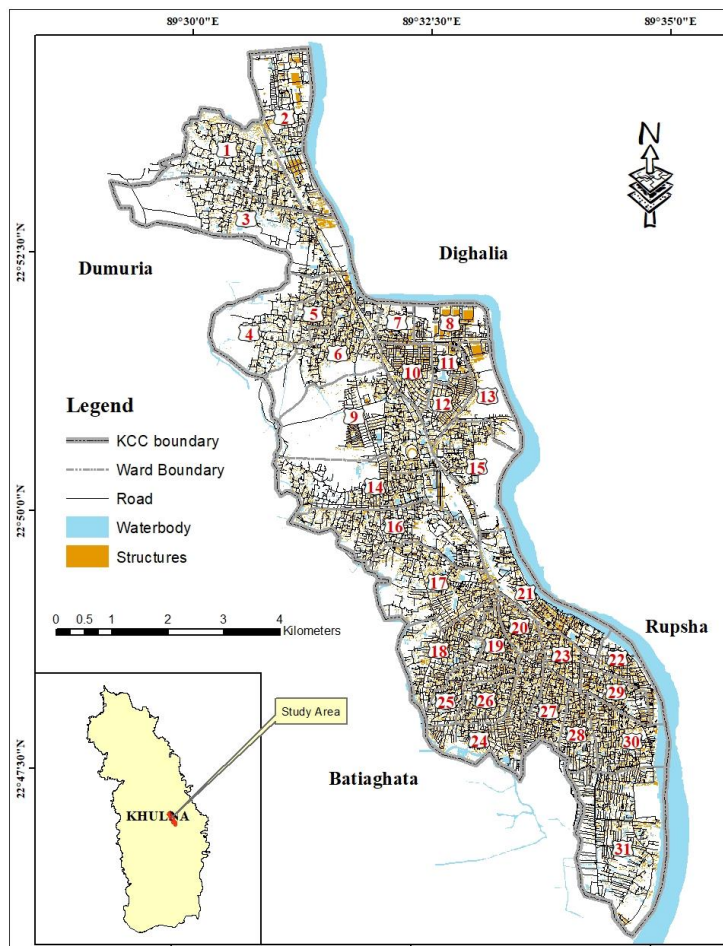 89°30'0"E 89°32'30"E 89°35'0"E
N
2
1
3
22°52'30"N
Dumuria
Dighalia
5
7
8
4
6
11
10
13
12
9
Legend
KCC boundary
Ward Boundary
Road
Waterbody
Structures
15
14
22°50'0"N
16
17
21
0 0.5 1 2 3 4
Kilometers
20
Rupsha
19
23
18
22
29
25
26
27
28
30
24
22°47'30"N
Batiaghata
Study Area
KHULNA
31